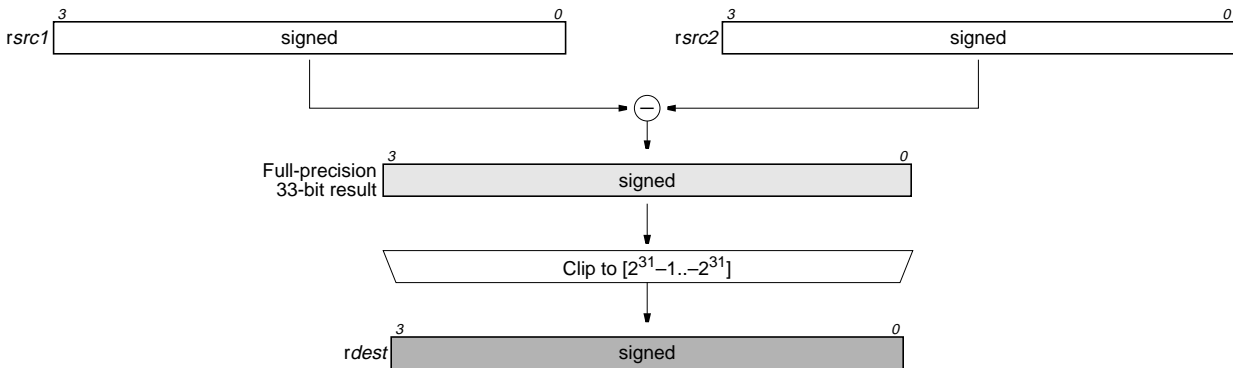 3 0 3 0
rsrc1 signed rsrc2 signed
−
3 0
Full-precision
33-bit result
signed
Clip to [2^31–1..–2^31]
3 0
rdest signed